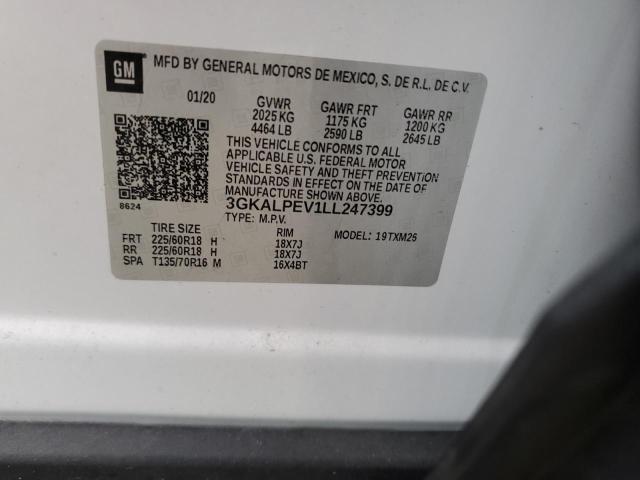 GM MFD BY GENERAL MOTORS DE MEXICO, S. DE R.L. DE C.V.
01/20 GVWR GAWR FRT GAWR RR
2025 KG 1175 KG 1200 KG
4464 LB 2590 LB 2645 LB
THIS VEHICLE CONFORMS TO ALL
APPLICABLE U.S. FEDERAL MOTOR
VEHICLE SAFETY AND THEFT PREVENTION
STANDARDS IN EFFECT ON THE DATE OF
MANUFACTURE SHOWN ABOVE.
8624 3GKALPEV1LL247399
TYPE: M.P.V.
TIRE SIZE RIM MODEL: 19TXM26
FRT 225/60R18 H 18X7J
RR 225/60R18 H 18X7J
SPA T135/70R16 M 16X4BT